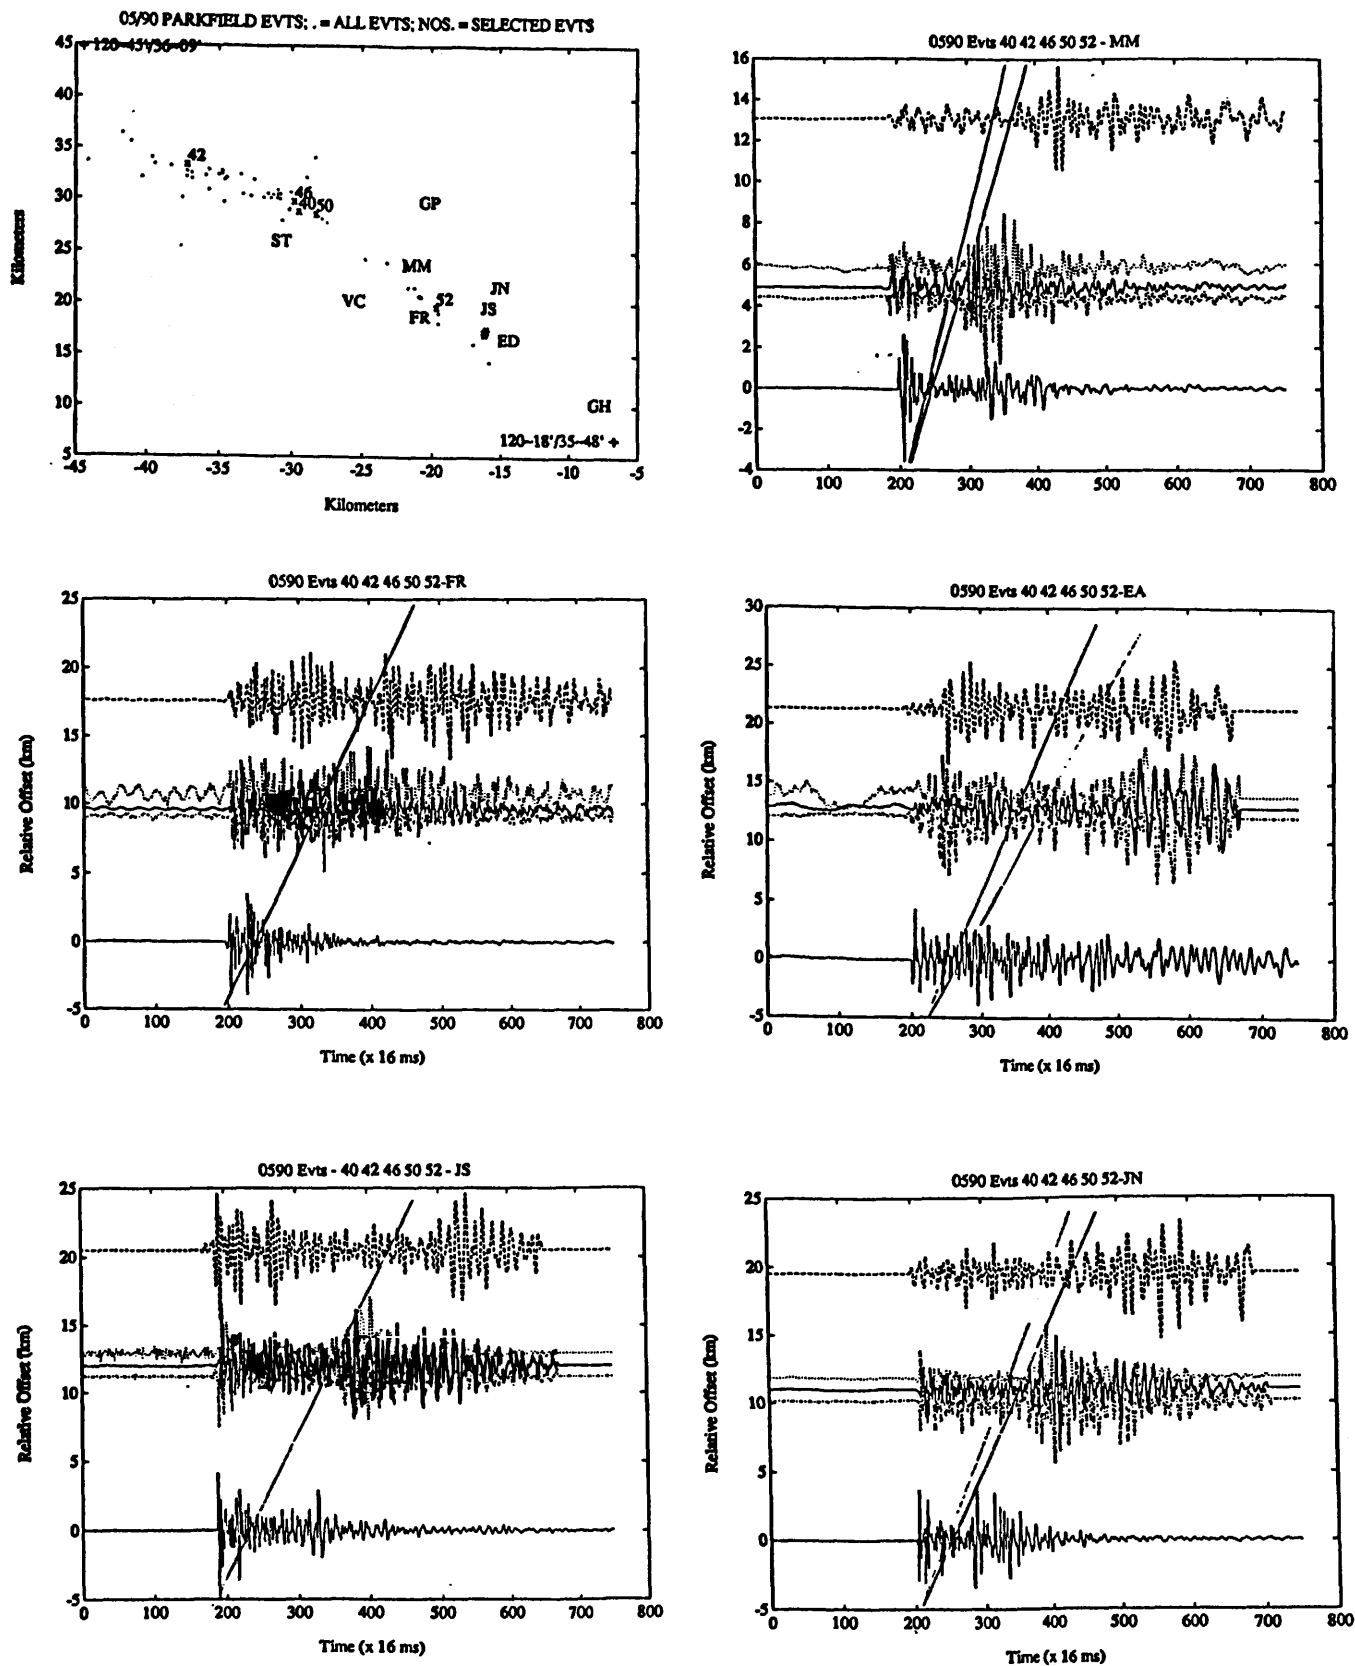 05/90 PARKFIELD EVTS; . = ALL EVTS; NOS. = SELECTED EVTS
+ 120~45'/36~09'
45
40
35
30
25
20
15
10
5
Kilometers
42
46
x4050
GP
ST
MM
JN
VC
52
JS
FR
#
ED
GH
120~18'/35~48' +
-45 -40 -35 -30 -25 -20 -15 -10 -5
Kilometers
0590 Evts 40 42 46 50 52 - MM
16
14
12
10
8
6
4
2
0
-2
-4
0 100 200 300 400 500 600 700 800
0590 Evts 40 42 46 50 52-FR
25
20
15
10
5
0
-5
Relative Offset (km)
0 100 200 300 400 500 600 700 800
Time (x 16 ms)
0590 Evts 40 42 46 50 52-EA
30
25
20
15
10
5
0
-5
Relative Offset (km)
0 100 200 300 400 500 600 700 800
Time (x 16 ms)
0590 Evts - 40 42 46 50 52 - JS
25
20
15
10
5
0
-5
Relative Offset (km)
0 100 200 300 400 500 600 700 800
Time (x 16 ms)
0590 Evts 40 42 46 50 52-JN
25
20
15
10
5
0
-5
Relative Offset (km)
0 100 200 300 400 500 600 700 800
Time (x 16 ms)